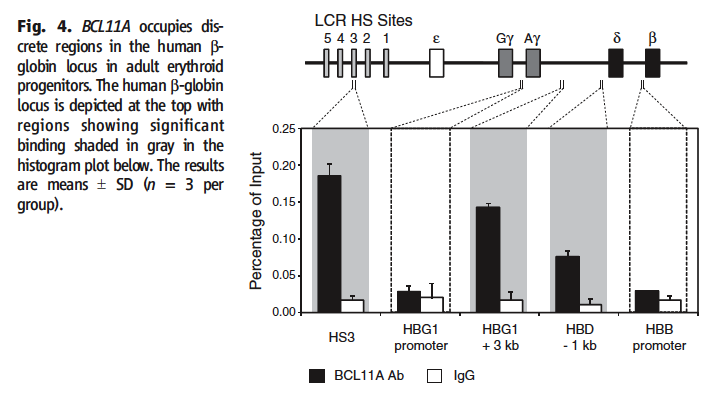 Fig. 4. BCL11A occupies dis-
crete regions in the human β-
globin locus in adult erythroid
progenitors. The human β-globin
locus is depicted at the top with
regions showing significant
binding shaded in gray in the
histogram plot below. The results
are means ± SD (n = 3 per
group).
LCR HS Sites
5 4 3 2 1 ε Gγ Aγ δ β
Percentage of Input
0.25
0.20
0.15
0.10
0.05
0.00
HS3
HBG1
promoter
HBG1
+ 3 kb
HBD
- 1 kb
HBB
promoter
BCL11A Ab IgG